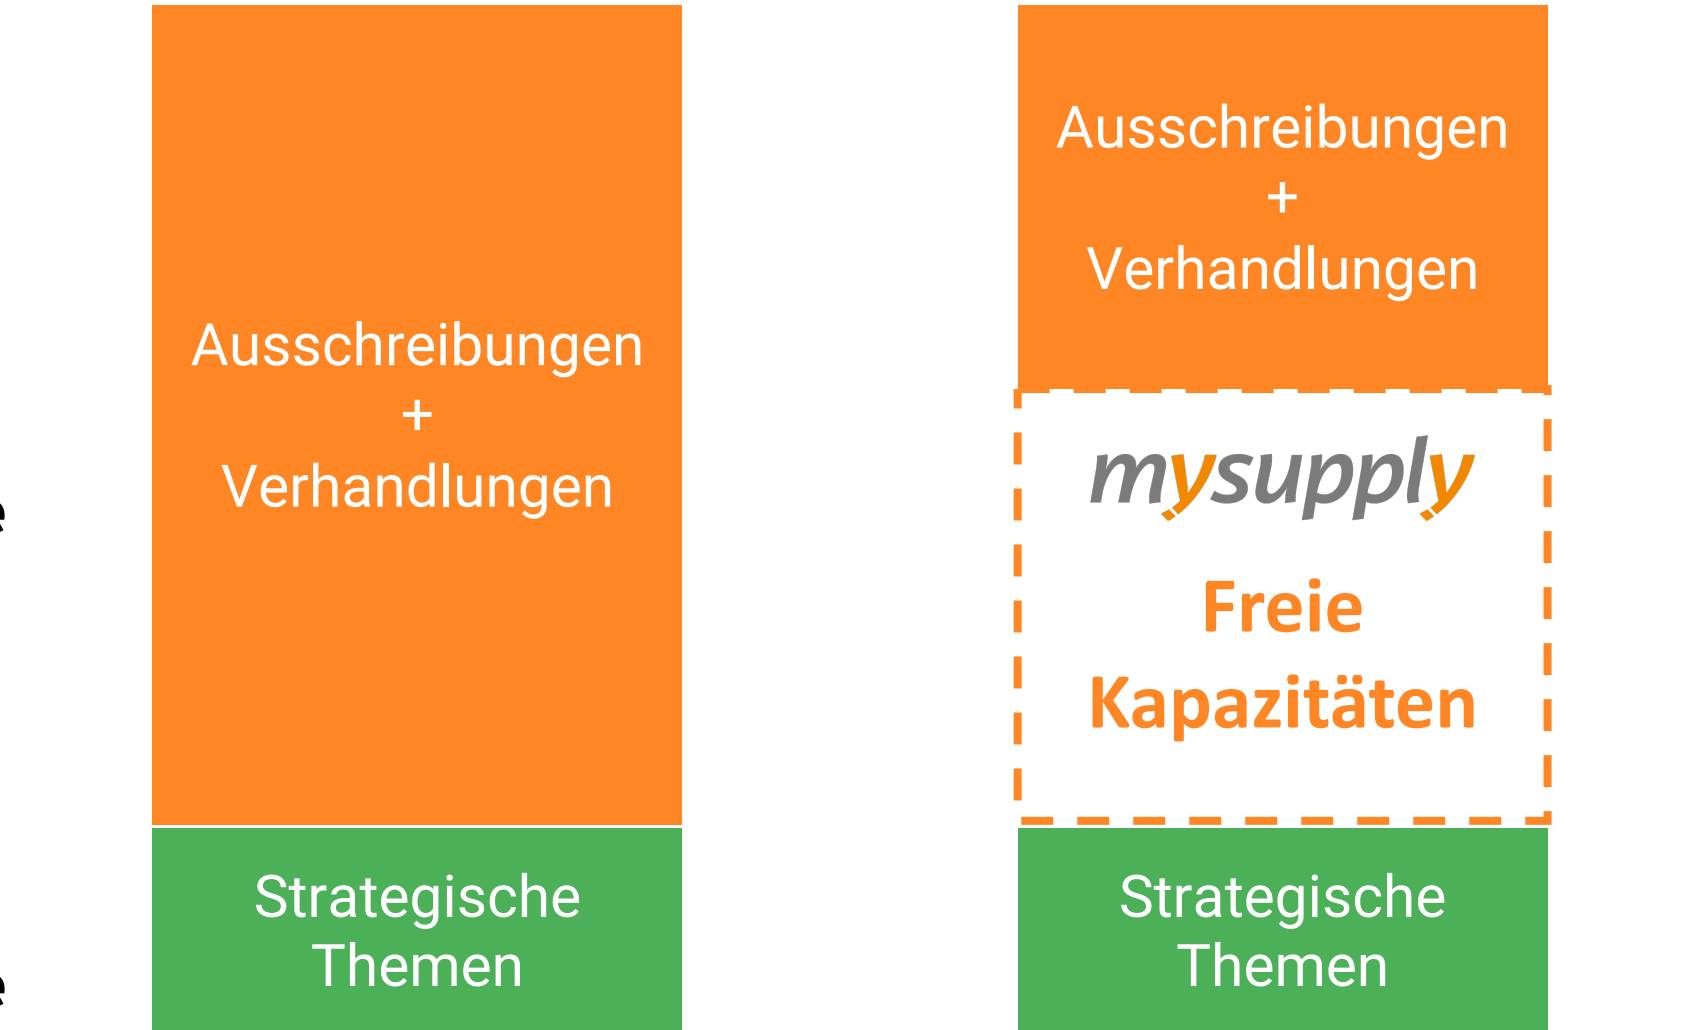 Ausschreibungen
+
Verhandlungen
Strategische
Themen
Ausschreibungen
+
Verhandlungen
mysupply
Freie
Kapazitäten
Strategische
Themen